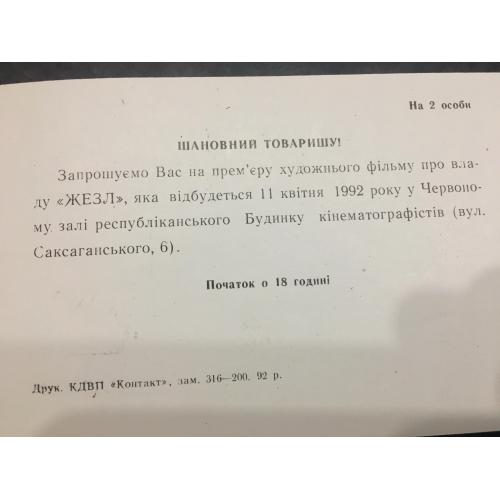 На 2 особи
ШАНОВНИЙ ТОВАРИШУ!
Запрошуємо Вас на прем'єру художнього фільму про вла-
ду «ЖЕЗЛ», яка відбудеться 11 квітня 1992 року у Червоно-
му залі республіканського Будинку кінематографістів (вул.
Саксаганського, 6).
Початок о 18 годині
Друк. КДВП «Контакт», зам. 316—200. 92 р.